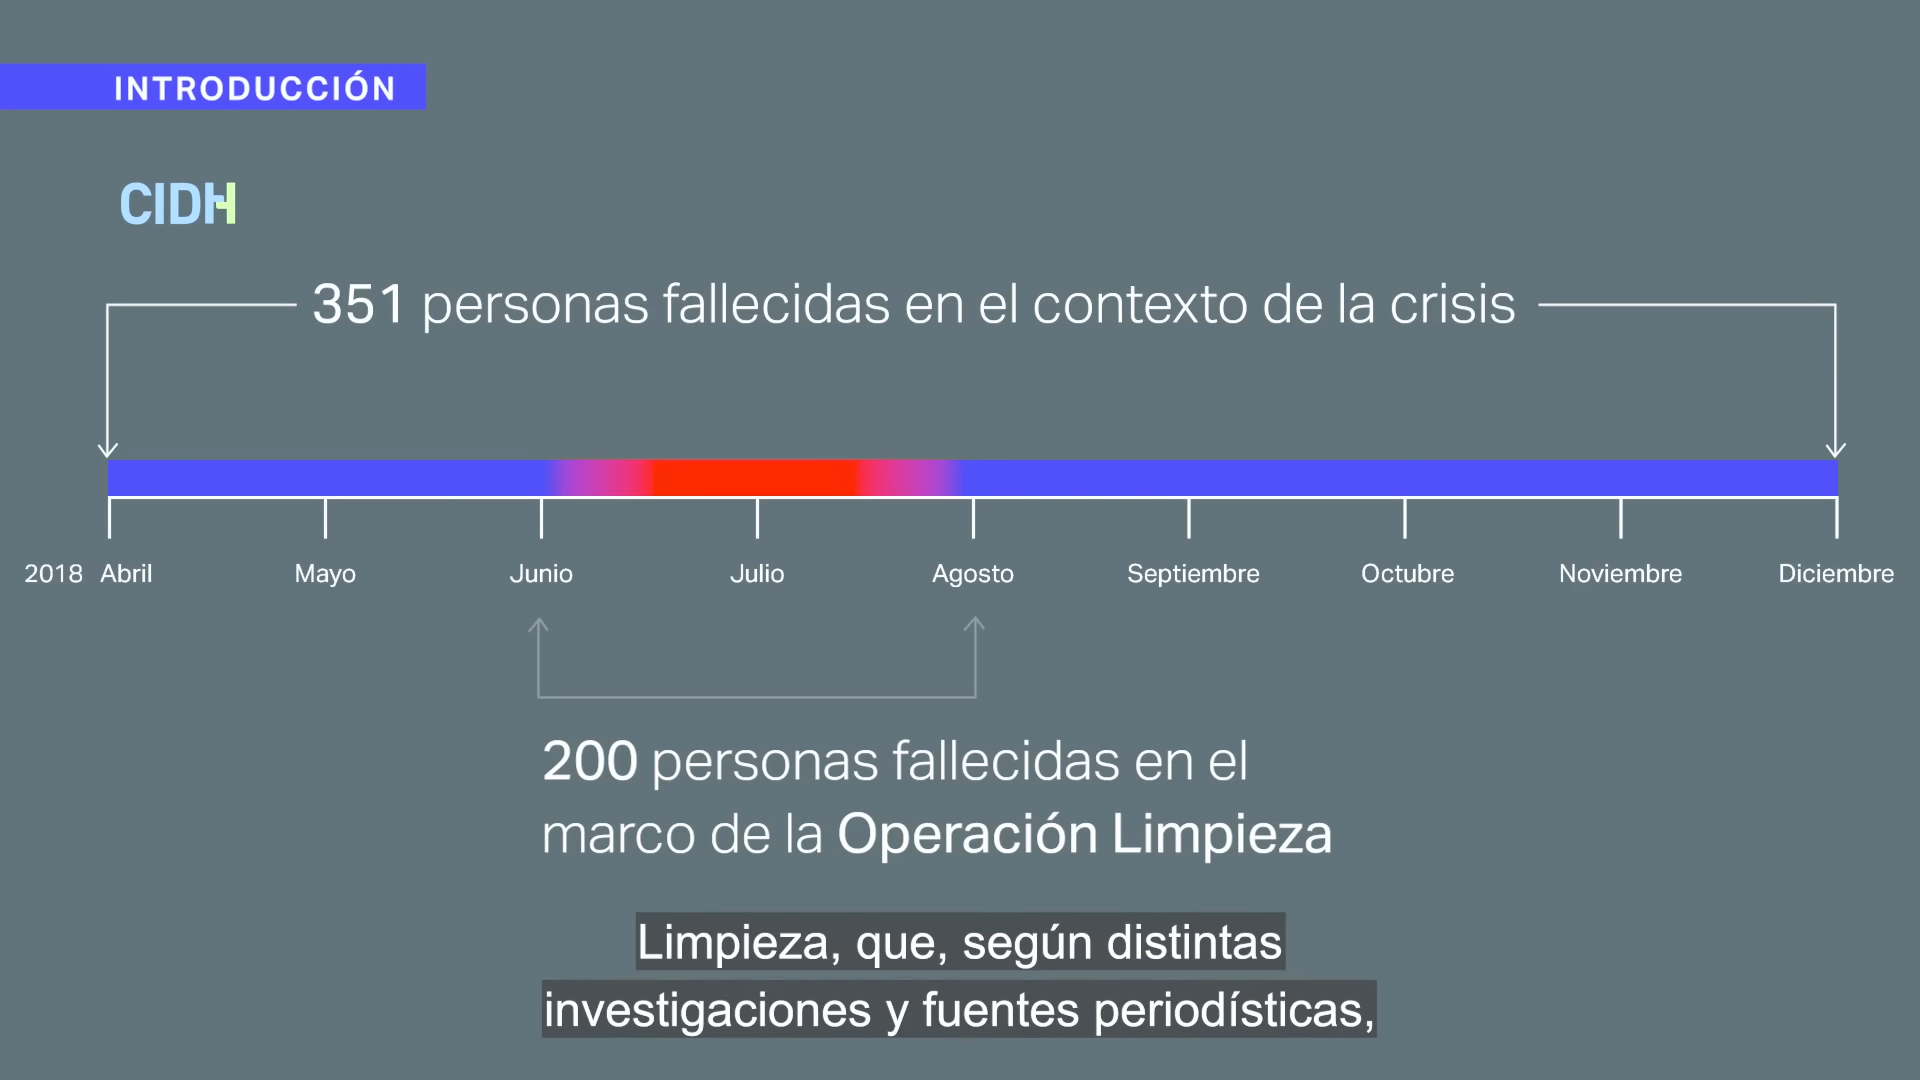 INTRODUCCIÓN
CIDH
351 personas fallecidas en el contexto de la crisis
2018 Abril Mayo Junio Julio Agosto Septiembre Octubre Noviembre Diciembre
200 personas fallecidas en el
marco de la Operación Limpieza
Limpieza, que, según distintas
investigaciones y fuentes periodísticas,